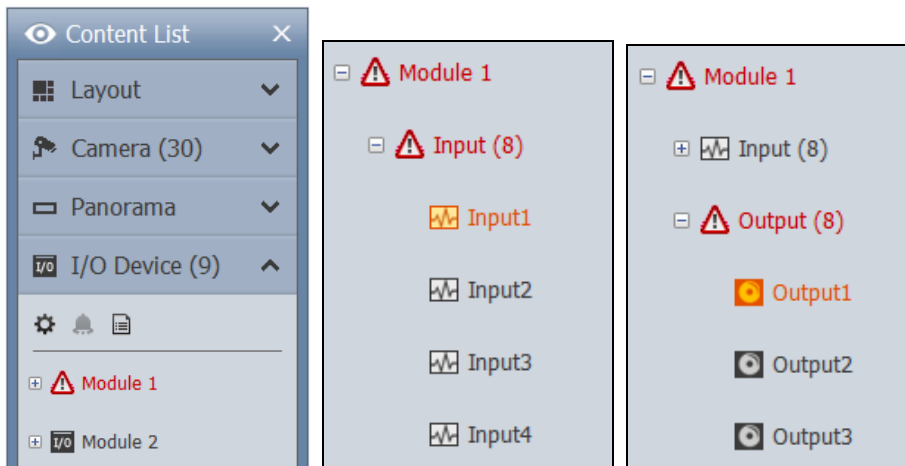 Content List
Layout
Camera (30)
Panorama
I/O Device (9)
Module 1
I/O Module 2
Module 1
Input (8)
Input1
Input2
Input3
Input4
Module 1
Input (8)
Output (8)
Output1
Output2
Output3